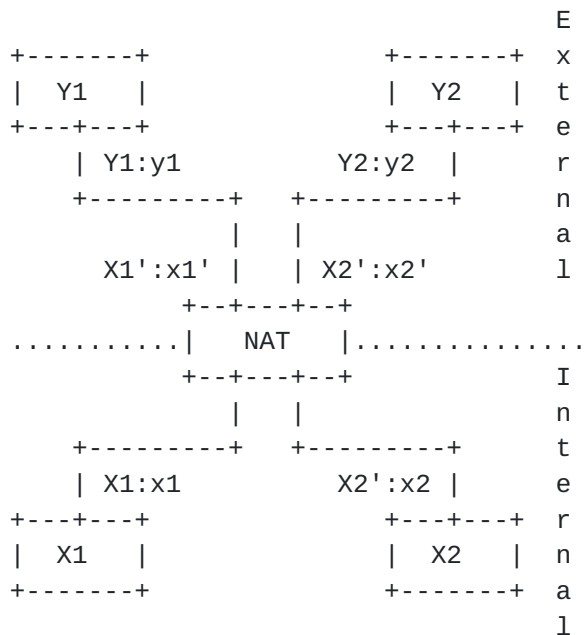 E
+-------+               +-------+  x
|  Y1   |               |  Y2   |  t
+---+---+               +---+---+  e
    | Y1:y1          Y2:y2  |      r
    +---------+   +---------+      n
              |   |                a
      X1':x1' |   | X2':x2'        l
           +--+---+--+
...........|   NAT   |...............
           +--+---+--+             I
              |   |                n
    +---------+   +---------+      t
    | X1:x1          X2':x2 |      e
+---+---+               +---+---+  r
|  X1   |               |  X2   |  n
+-------+               +-------+  a
                                   l